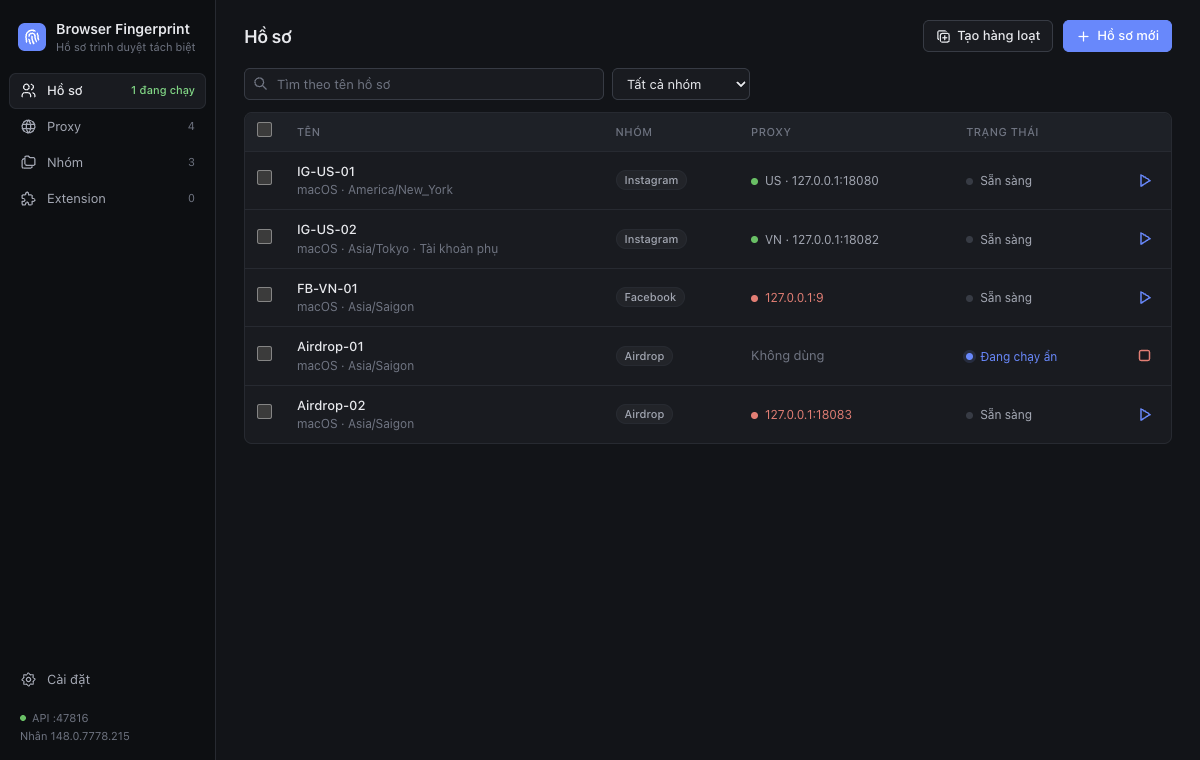 Browser Fingerprint
Hồ sơ trình duyệt tách biệt
Hồ sơ
1 đang chạy
Proxy
4
Nhóm
3
Extension
0
Cài đặt
API :47816
Nhân 148.0.7778.215
Hồ sơ
Tạo hàng loạt
Hồ sơ mới
Tìm theo tên hồ sơ
Tất cả nhóm
TÊN
NHÓM
PROXY
TRẠNG THÁI
IG-US-01
macOS · America/New_York
Instagram
US · 127.0.0.1:18080
Sẵn sàng
IG-US-02
macOS · Asia/Tokyo · Tài khoản phụ
Instagram
VN · 127.0.0.1:18082
Sẵn sàng
FB-VN-01
macOS · Asia/Saigon
Facebook
127.0.0.1:9
Sẵn sàng
Airdrop-01
macOS · Asia/Saigon
Airdrop
Không dùng
Đang chạy ẩn
Airdrop-02
macOS · Asia/Saigon
Airdrop
127.0.0.1:18083
Sẵn sàng